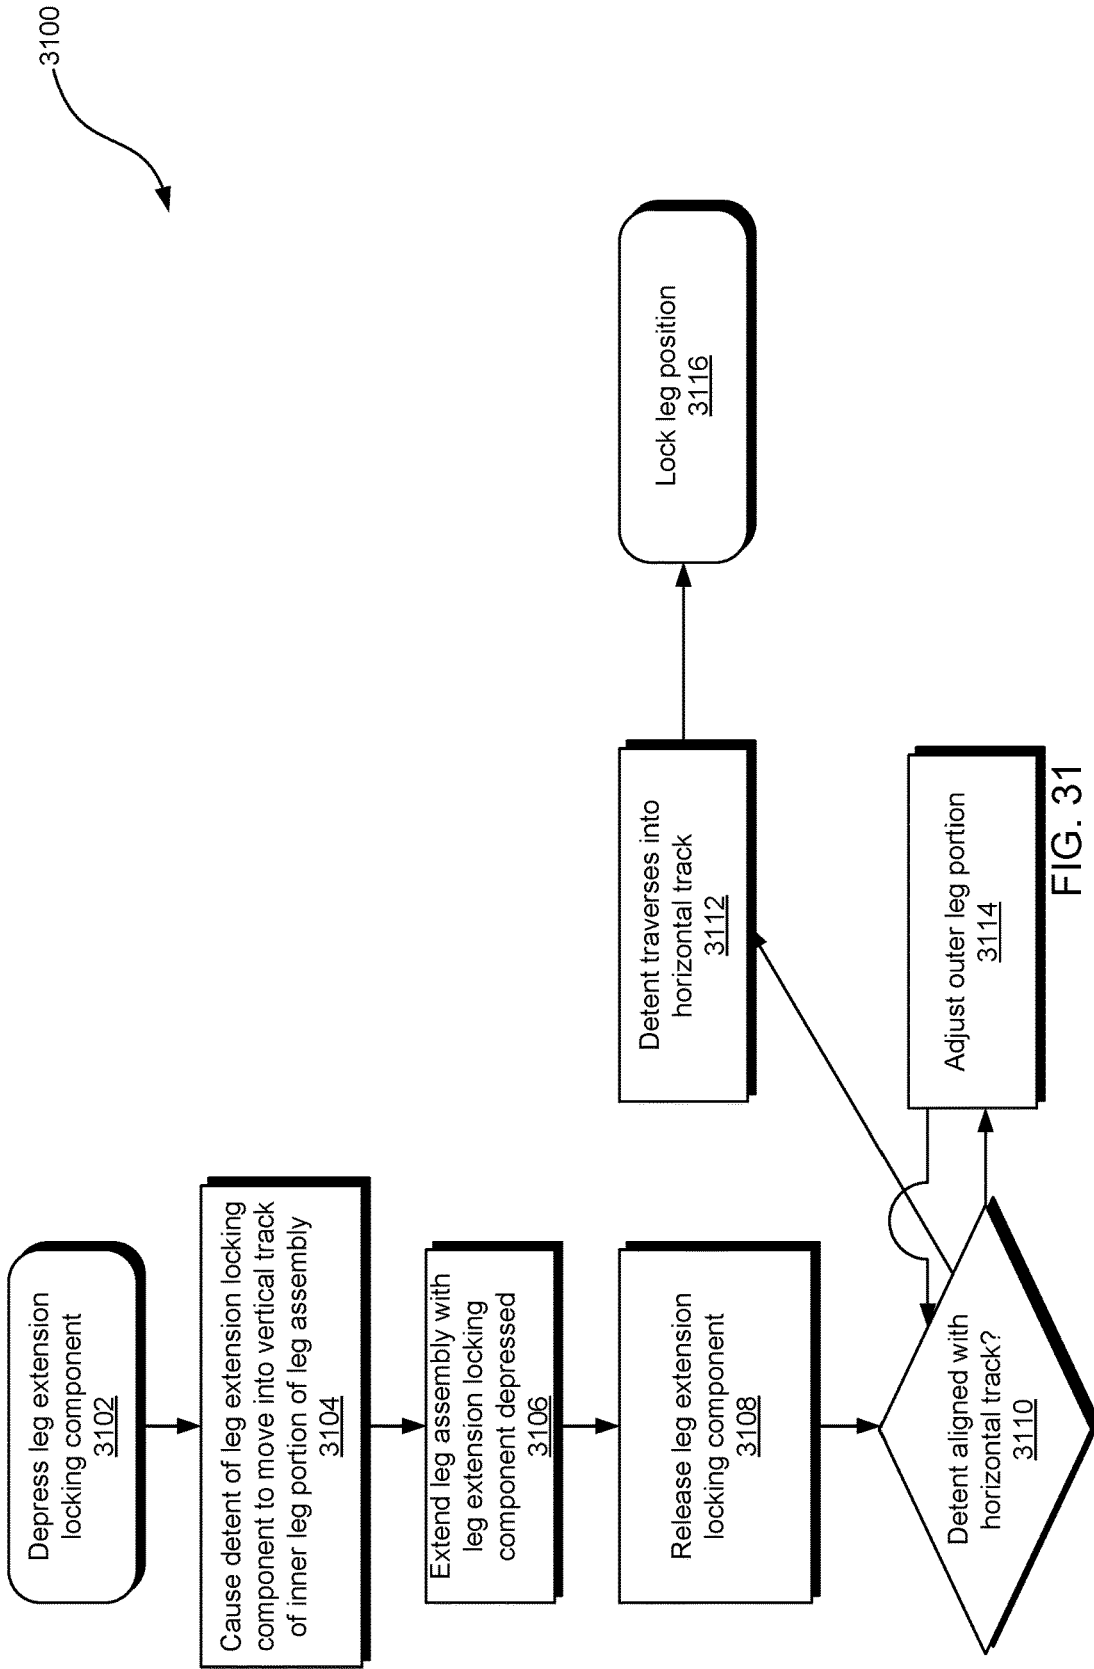 3100
Depress leg extension
locking component
3102
Cause detent of leg extension locking
component to move into vertical track
of inner leg portion of leg assembly
3104
Extend leg assembly with
leg extension locking
component depressed
3106
Release leg extension
locking component
3108
Detent aligned with
horizontal track?
3110
Detent traverses into
horizontal track
3112
Adjust outer leg portion
3114
Lock leg position
3116
FIG. 31